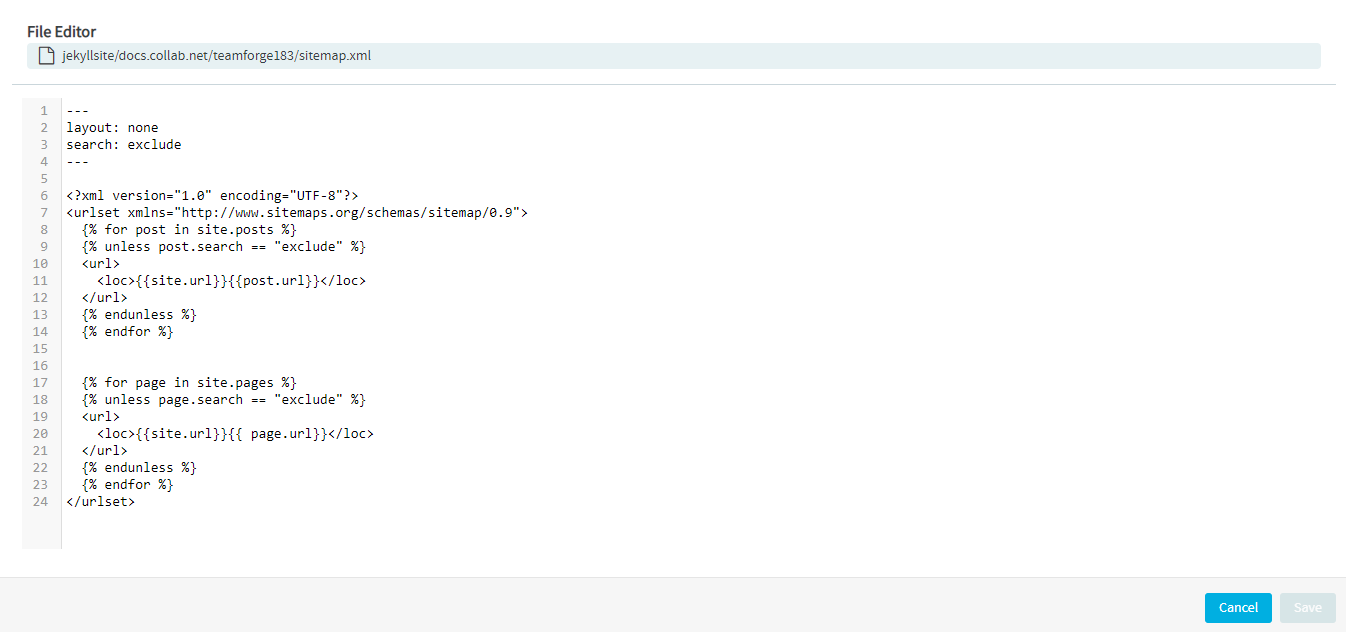 File Editor
jekyllsite/docs.collab.net/teamforge183/sitemap.xml
1 ---
2 layout: none
3 search: exclude
4 ---
5
6 <?xml version="1.0" encoding="UTF-8"?>
7 <urlset xmlns="http://www.sitemaps.org/schemas/sitemap/0.9">
8   {% for post in site.posts %}
9   {% unless post.search == "exclude" %}
10   <url>
11     <loc>{{site.url}}{{post.url}}</loc>
12   </url>
13   {% endunless %}
14   {% endfor %}
15
16
17   {% for page in site.pages %}
18   {% unless page.search == "exclude" %}
19   <url>
20     <loc>{{site.url}}{{ page.url}}</loc>
21   </url>
22   {% endunless %}
23   {% endfor %}
24 </urlset>
Cancel Save